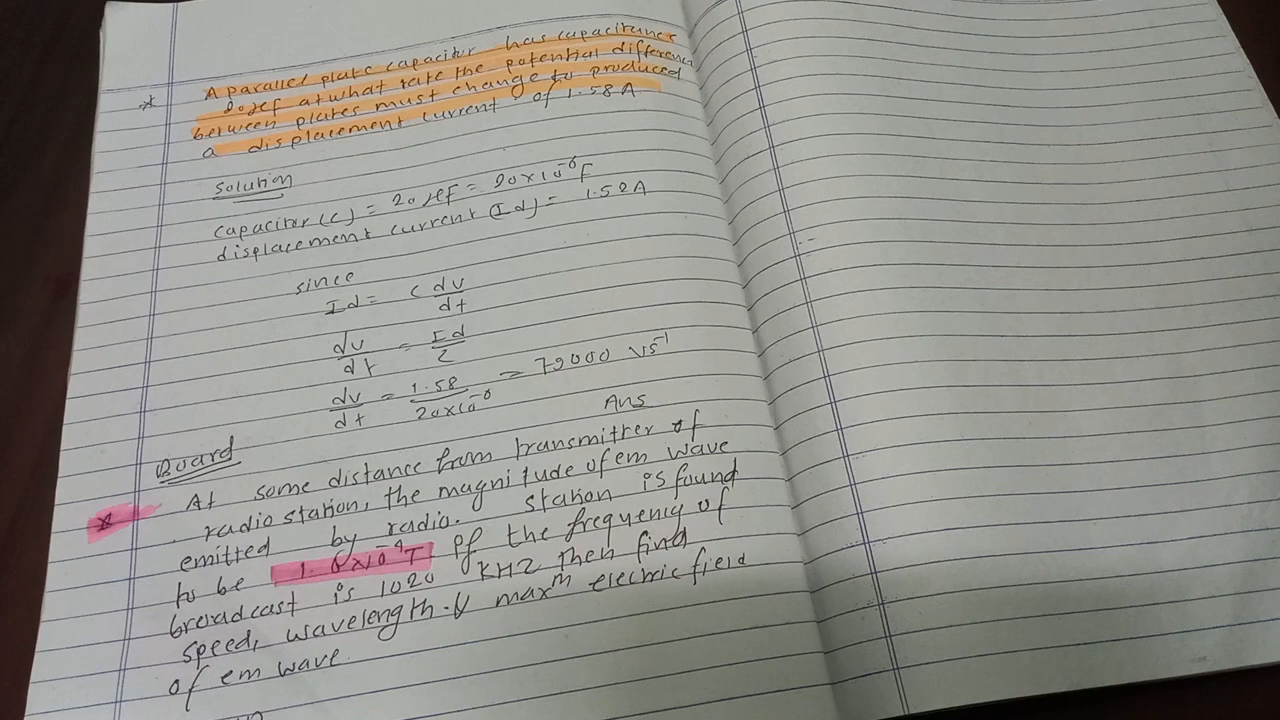 A parallel plate capacitor has capacitance
* 20μF at what rate the potential difference
between plates must change to produced
a displacement current of 1.58A
Solution
capacitor (C) = 20μF = 20×10⁻⁶F
displacement current (Id) = 1.58A
since
Id = C dv/dt
dv/dt = Id/C
dv/dt = 1.58/20×10⁻⁶ = 79000 Vs⁻¹
Ans
Board
* At some distance from transmitter of
radio station, the magnitude of em wave
emitted by radio. station is found
to be 1.6×10⁻⁴T of the frequency of
broadcast is 1020 KHZ then find
speed, wavelength. & maxᵐ electric field
of em wave.